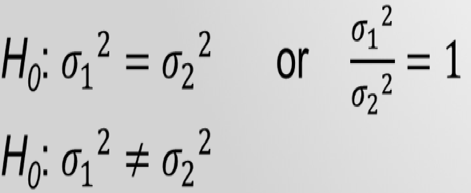 H₀: σ₁² = σ₂² or σ₁²/σ₂² = 1
H₀: σ₁² ≠ σ₂²